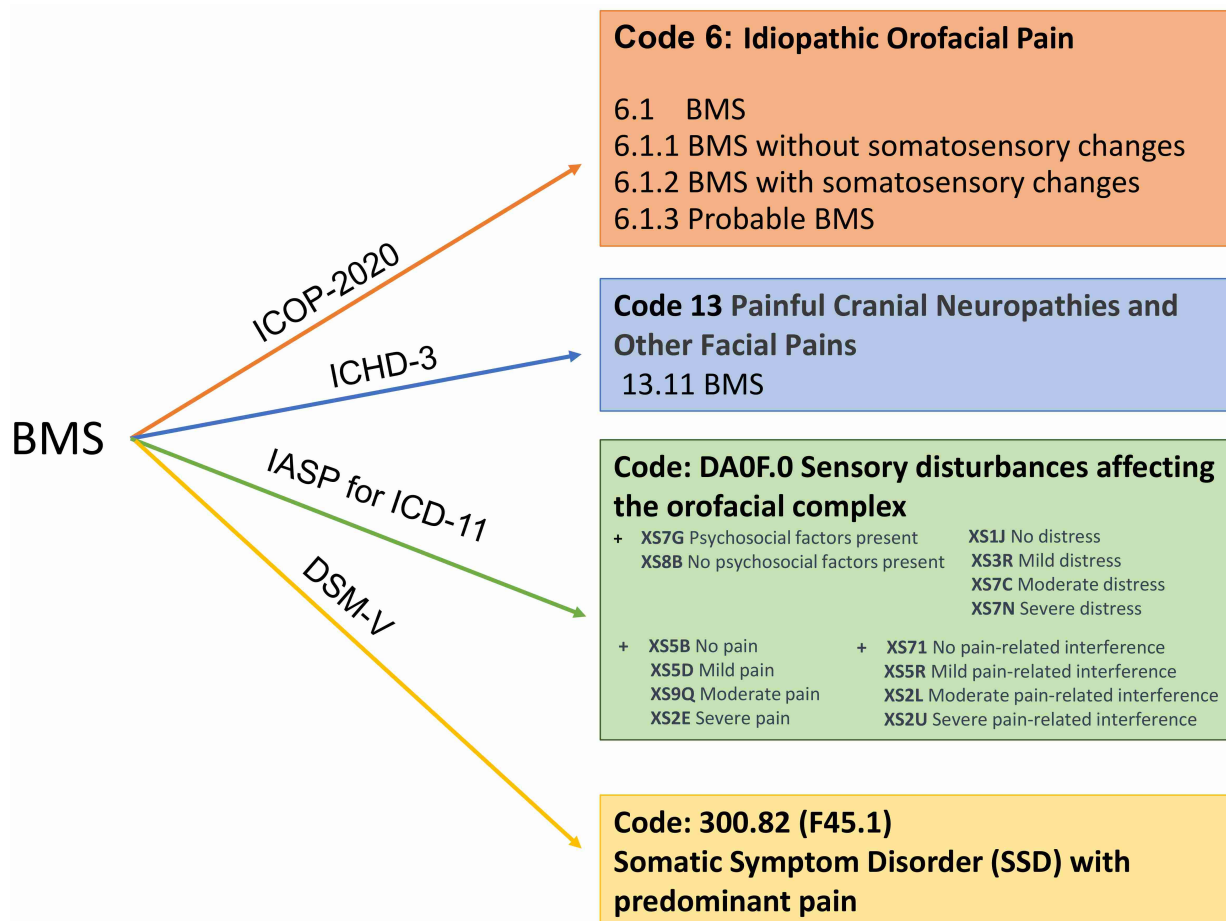 BMS
ICOP-2020
ICHD-3
IASP for ICD-11
DSM-V
Code 6: Idiopathic Orofacial Pain
6.1 BMS
6.1.1 BMS without somatosensory changes
6.1.2 BMS with somatosensory changes
6.1.3 Probable BMS
Code 13 Painful Cranial Neuropathies and
Other Facial Pains
13.11 BMS
Code: DA0F.0 Sensory disturbances affecting
the orofacial complex
+ XS7G Psychosocial factors present
XS8B No psychosocial factors present
XS1J No distress
XS3R Mild distress
XS7C Moderate distress
XS7N Severe distress
+ XS5B No pain
XS5D Mild pain
XS9Q Moderate pain
XS2E Severe pain
+ XS71 No pain-related interference
XS5R Mild pain-related interference
XS2L Moderate pain-related interference
XS2U Severe pain-related interference
Code: 300.82 (F45.1)
Somatic Symptom Disorder (SSD) with
predominant pain